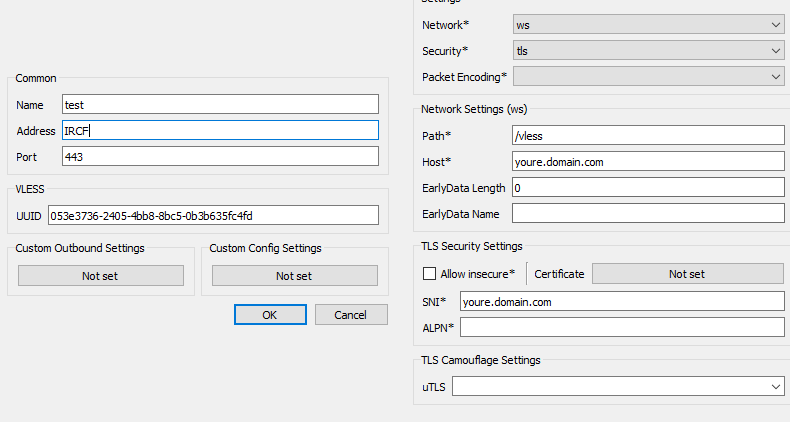 Settings
Network* ws
Security* tls
Packet Encoding*
Common
Name test
Address IRCF
Port 443
VLESS
UUID 053e3736-2405-4bb8-8bc5-0b3b635fc4fd
Custom Outbound Settings
Not set
Custom Config Settings
Not set
OK Cancel
Network Settings (ws)
Path* /vless
Host* youre.domain.com
EarlyData Length 0
EarlyData Name
TLS Security Settings
Allow insecure* Certificate Not set
SNI* youre.domain.com
ALPN*
TLS Camouflage Settings
uTLS